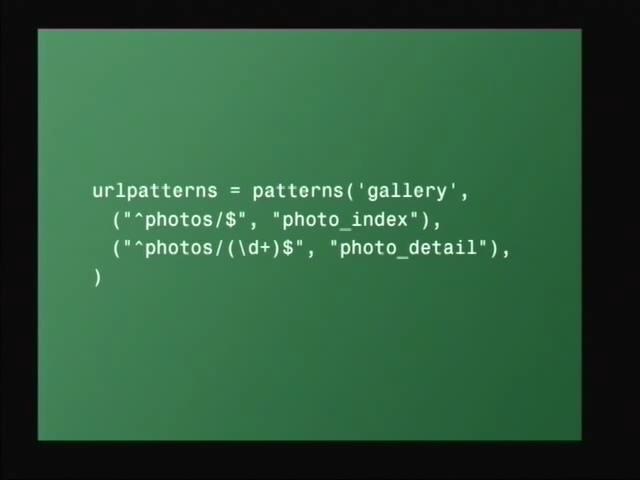 urlpatterns = patterns('gallery',
("^photos/$", "photo_index"),
("^photos/(\d+)$", "photo_detail"),
)